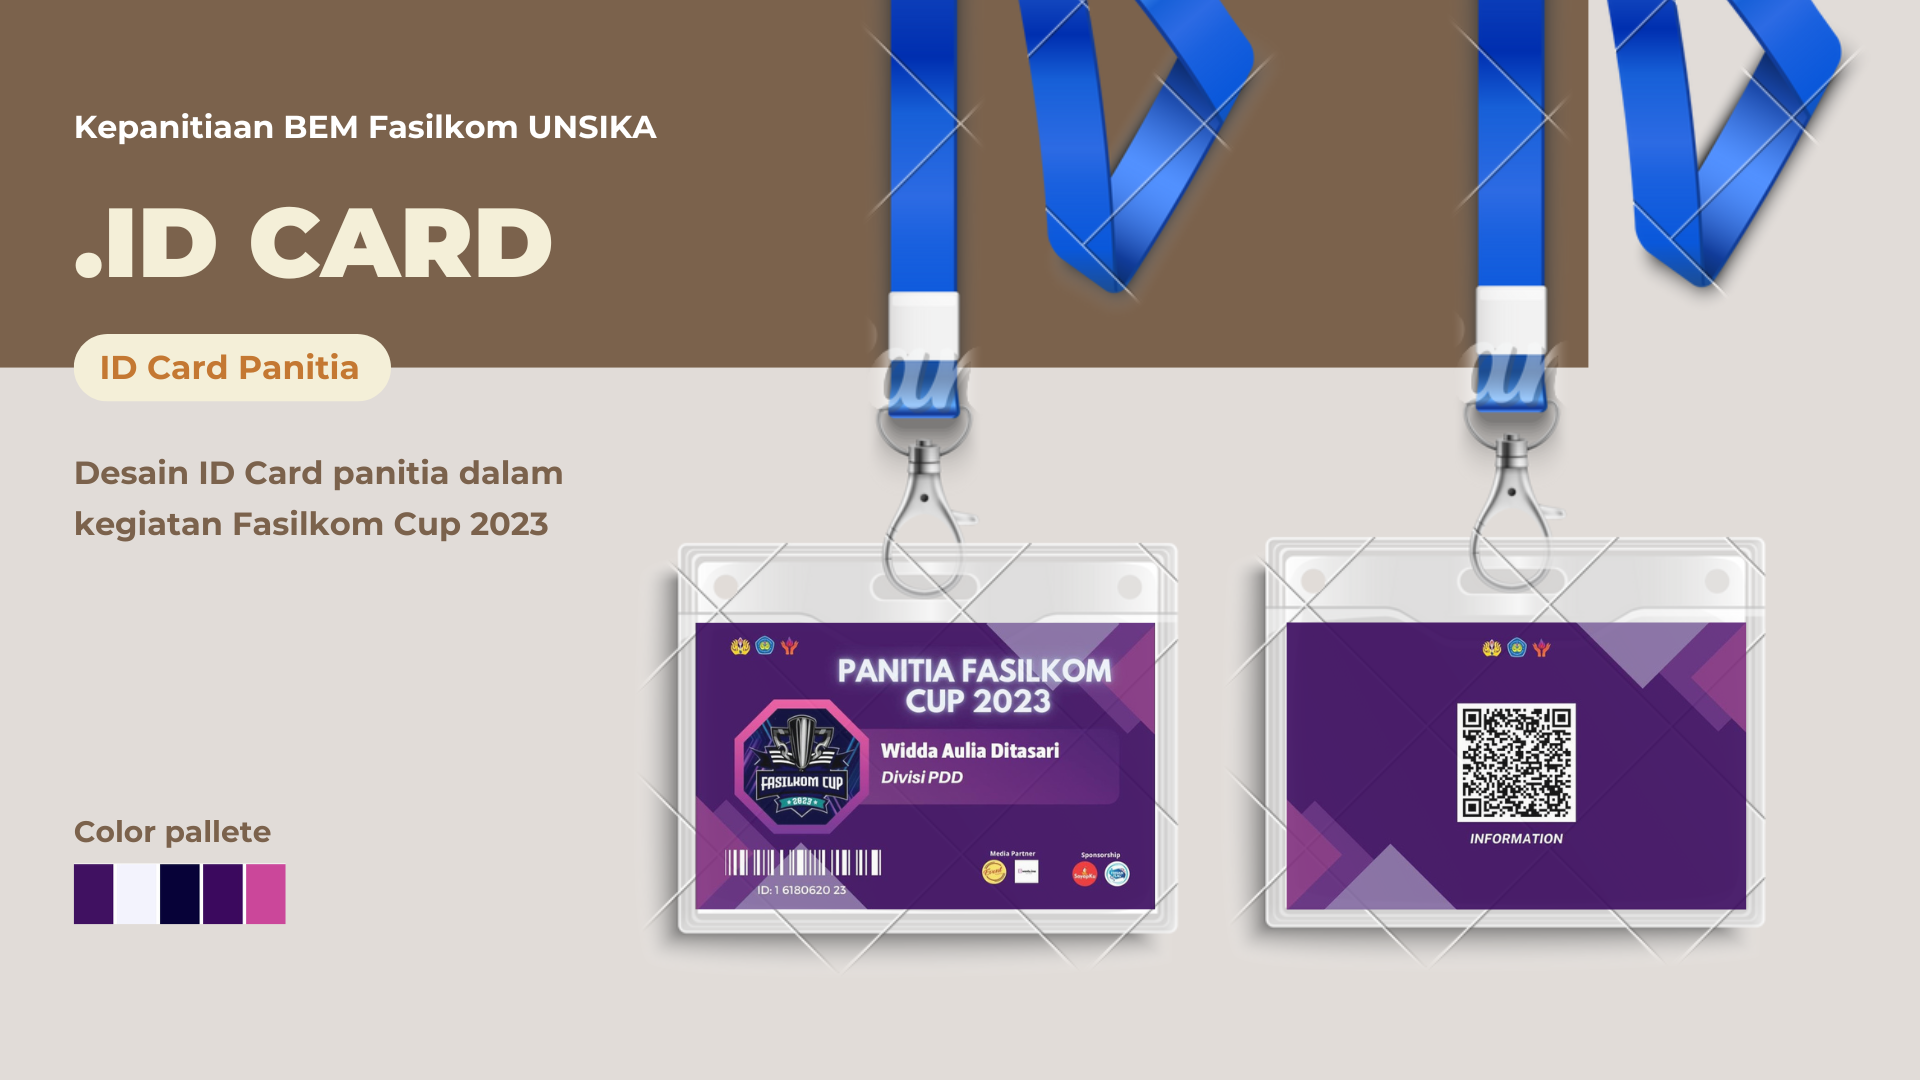 Kepanitiaan BEM Fasilkom UNSIKA
.ID CARD
ID Card Panitia
Desain ID Card panitia dalam
kegiatan Fasilkom Cup 2023
Color pallete
PANITIA FASILKOM
CUP 2023
Widda Aulia Ditasari
Divisi PDD
FASILKOM CUP
2023
Media Partner
Sponsorship
ID: 1 6180620 23
INFORMATION